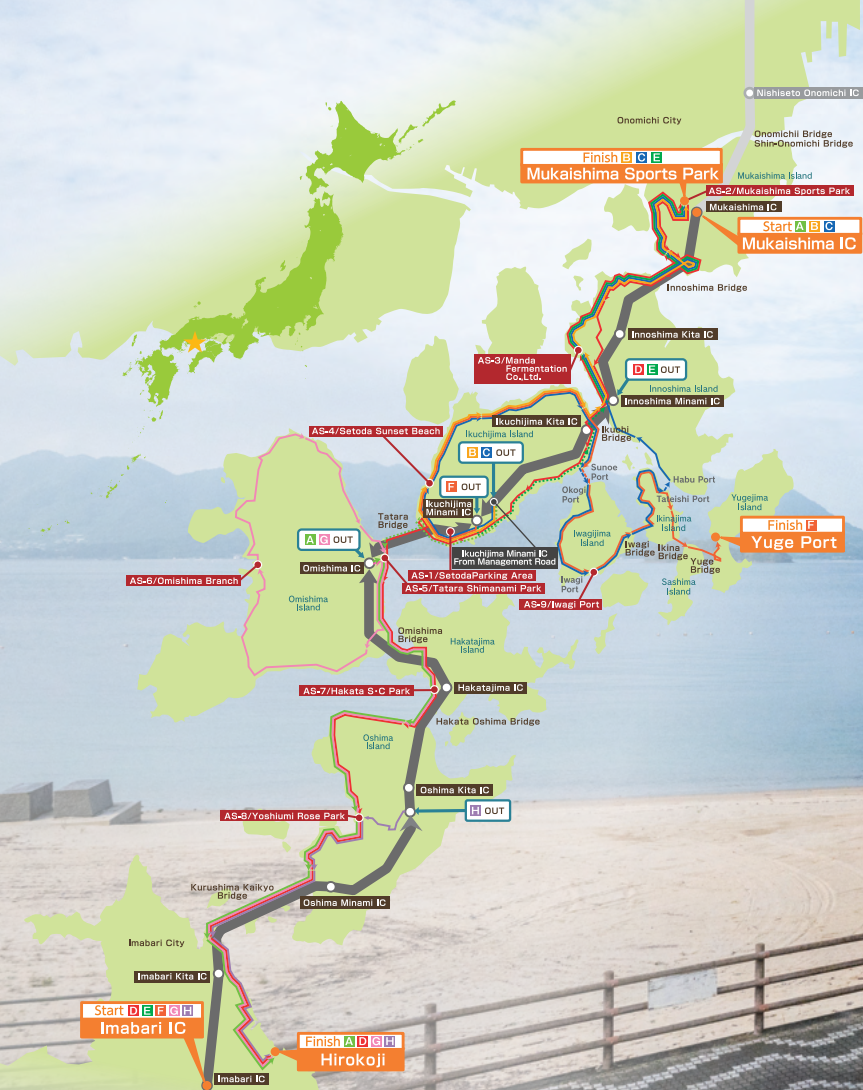 Nishiseto Onomichi IC
Onomichi City
Onomichii Bridge
Shin-Onomichi Bridge
Finish B C E
Mukaishima Sports Park
Mukaishima Island
AS-2/Mukaishima Sports Park
Mukaishima IC
Start A B C
Mukaishima IC
Innoshima Bridge
Innoshima Kita IC
AS-3/Manda
Fermentation
Co.,Ltd.
D E OUT
Innoshima Island
Innoshima Minami IC
Ikuchijima Kita IC
AS-4/Setoda Sunset Beach
Ikuchijima Island
Ikuchi
Bridge
B C OUT
Sunoe
Port
Habu Port
F OUT
Okogi
Port
Tateishi Port
Yugejima
Island
Ikuchijima
Minami IC
Tatara
Bridge
Ikinajima
Island
Finish F
Yuge Port
Iwagijima
Island
A G OUT
Iwagi
Bridge
Ikina
Bridge
Yuge
Bridge
Ikuchijima Minami IC
From Management Road
Omishima IC
AS-1/SetodaParking Area
AS-6/Omishima Branch
AS-5/Tatara Shimanami Park
Iwagi
Port
Sashima
Island
AS-9/Iwagi Port
Omishima
Island
Omishima
Bridge
Hakatajima
Island
AS-7/Hakata S・C Park
Hakatajima IC
Hakata Oshima Bridge
Oshima
Island
Oshima Kita IC
H OUT
AS-8/Yoshiumi Rose Park
Kurushima Kaikyo
Bridge
Oshima Minami IC
Imabari City
Imabari Kita IC
Start D E F G H
Imabari IC
Finish A D G H
Hirokoji
Imabari IC